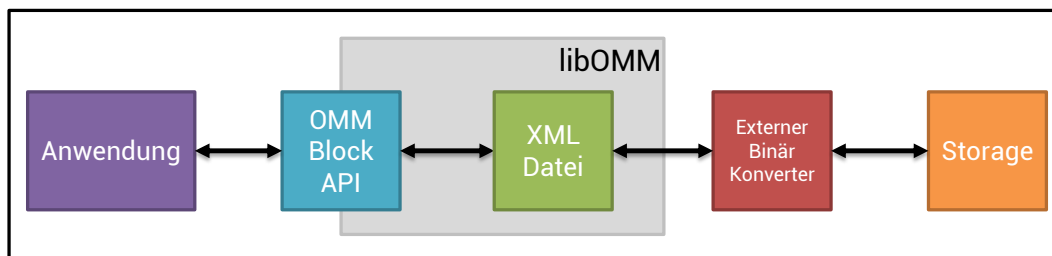 libOMM
Anwendung
OMM
Block
API
XML
Datei
Externer
Binär
Konverter
Storage